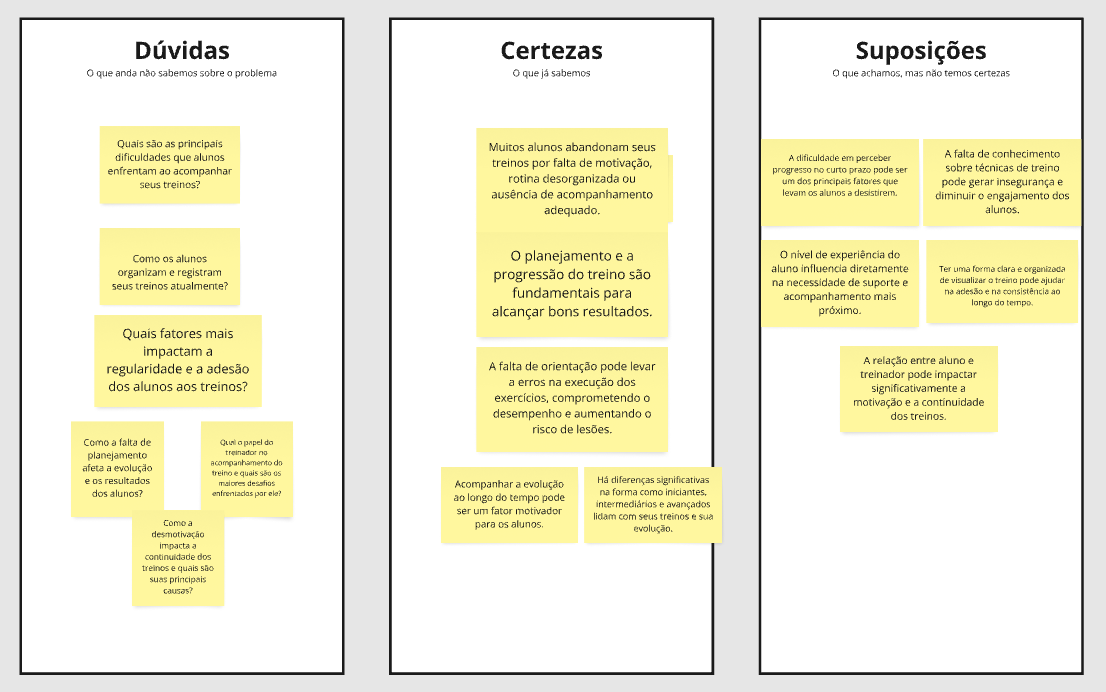 Dúvidas
O que anda não sabemos sobre o problema
Quais são as principais
dificuldades que alunos
enfrentam ao acompanhar
seus treinos?
Como os alunos
organizam e registram
seus treinos atualmente?
Quais fatores mais
impactam a
regularidade e a adesão
dos alunos aos treinos?
Como a falta de
planejamento
afeta a evolução
e os resultados
dos alunos?
Qual o papel do
treinador no
acompanhamento do
treino e quais são os
maiores desafios
enfrentados por ele?
Como a
desmotivação
impacta a
continuidade dos
treinos e quais são
suas principais
causas?
Certezas
O que já sabemos
Muitos alunos abandonam seus
treinos por falta de motivação,
rotina desorganizada ou
ausência de acompanhamento
adequado.
O planejamento e a
progressão do treino são
fundamentais para
alcançar bons resultados.
A falta de orientação pode levar
a erros na execução dos
exercícios, comprometendo o
desempenho e aumentando o
risco de lesões.
Acompanhar a evolução
ao longo do tempo pode
ser um fator motivador
para os alunos.
Há diferenças significativas
na forma como iniciantes,
intermediários e avançados
lidam com seus treinos e sua
evolução.
Suposições
O que achamos, mas não temos certezas
A dificuldade em perceber
progresso no curto prazo pode ser
um dos principais fatores que
levam os alunos a desistirem.
A falta de conhecimento
sobre técnicas de treino
pode gerar insegurança e
diminuir o engajamento dos
alunos.
O nível de experiência do
aluno influencia diretamente
na necessidade de suporte e
acompanhamento mais
próximo.
Ter uma forma clara e organizada
de visualizar o treino pode ajudar
na adesão e na consistência ao
longo do tempo.
A relação entre aluno e
treinador pode impactar
significativamente a
motivação e a continuidade
dos treinos.